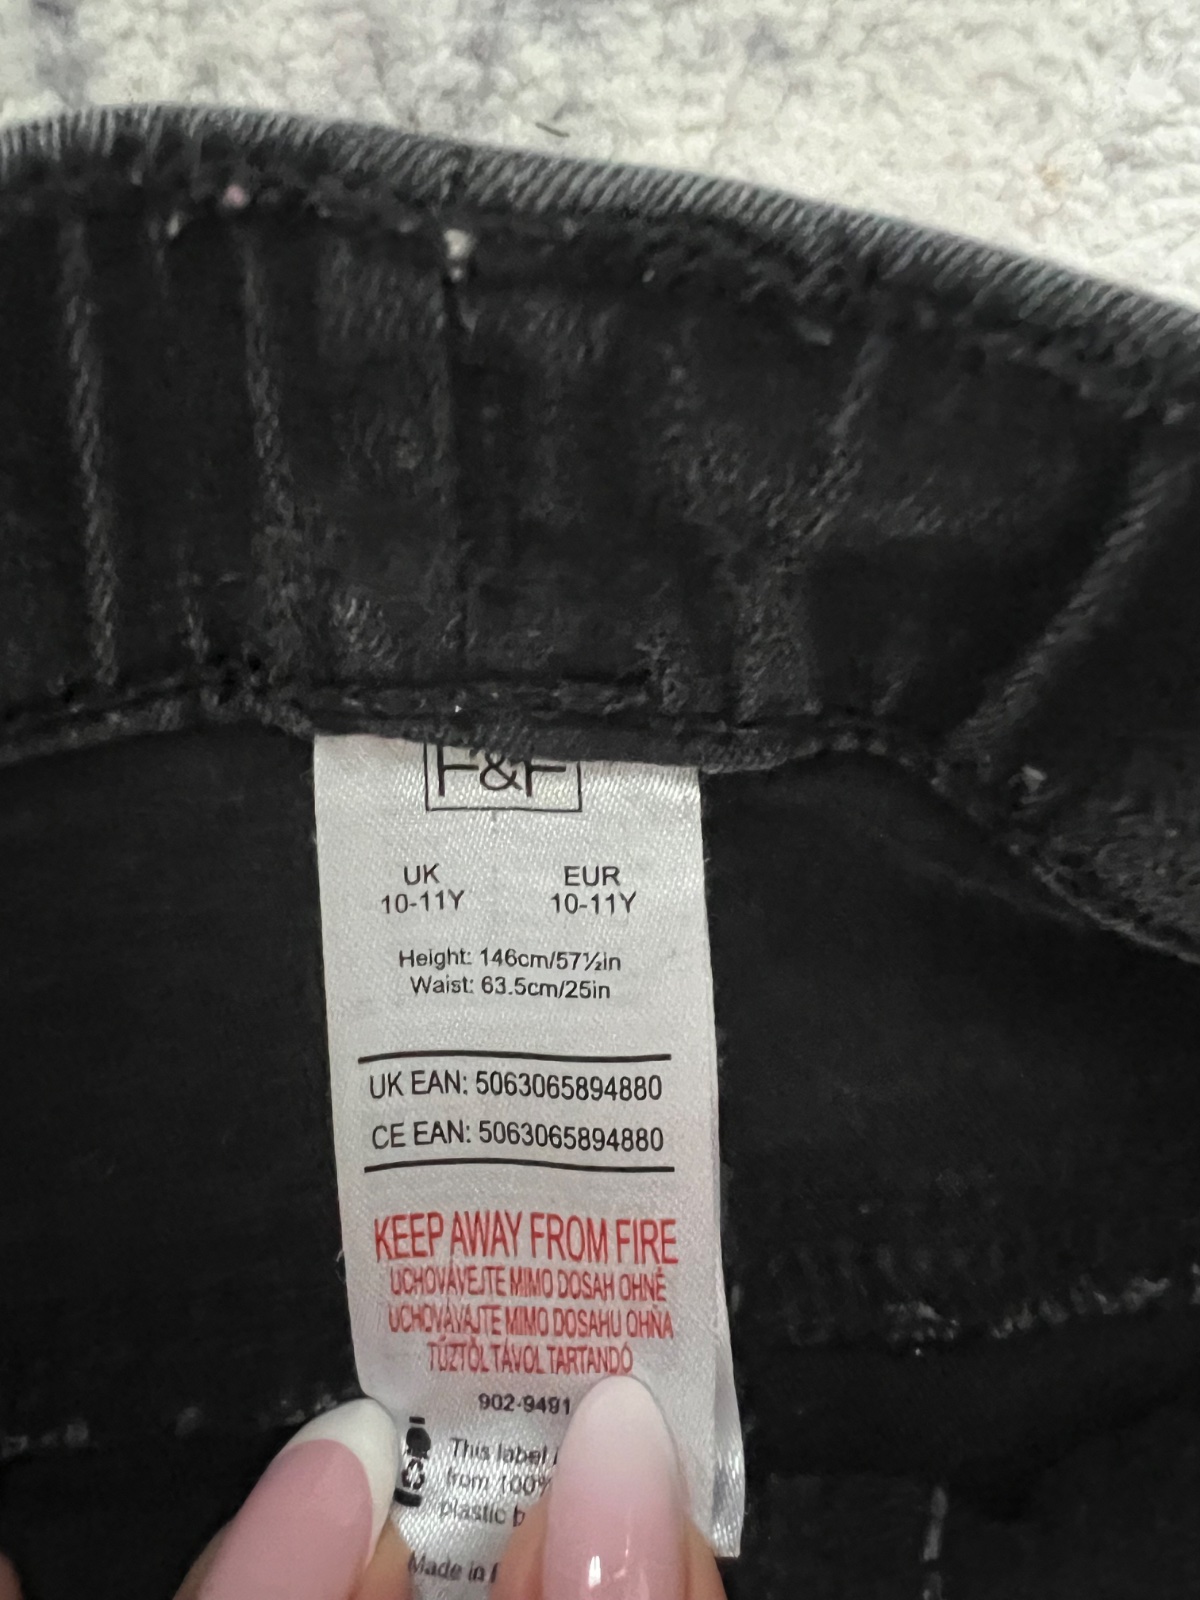 F&F
UK
10-11Y
EUR
10-11Y
Height: 146cm/57½in
Waist: 63.5cm/25in
UK EAN: 5063065894880
CE EAN: 5063065894880
KEEP AWAY FROM FIRE
UCHOVÁVEJTE MIMO DOSAH OHNĚ
UCHOVÁVAJTE MIMO DOSAHU OHŇA
TŰZTŐL TÁVOL TARTANDÓ
902-9491
This label
from 100%
plastic
Made in